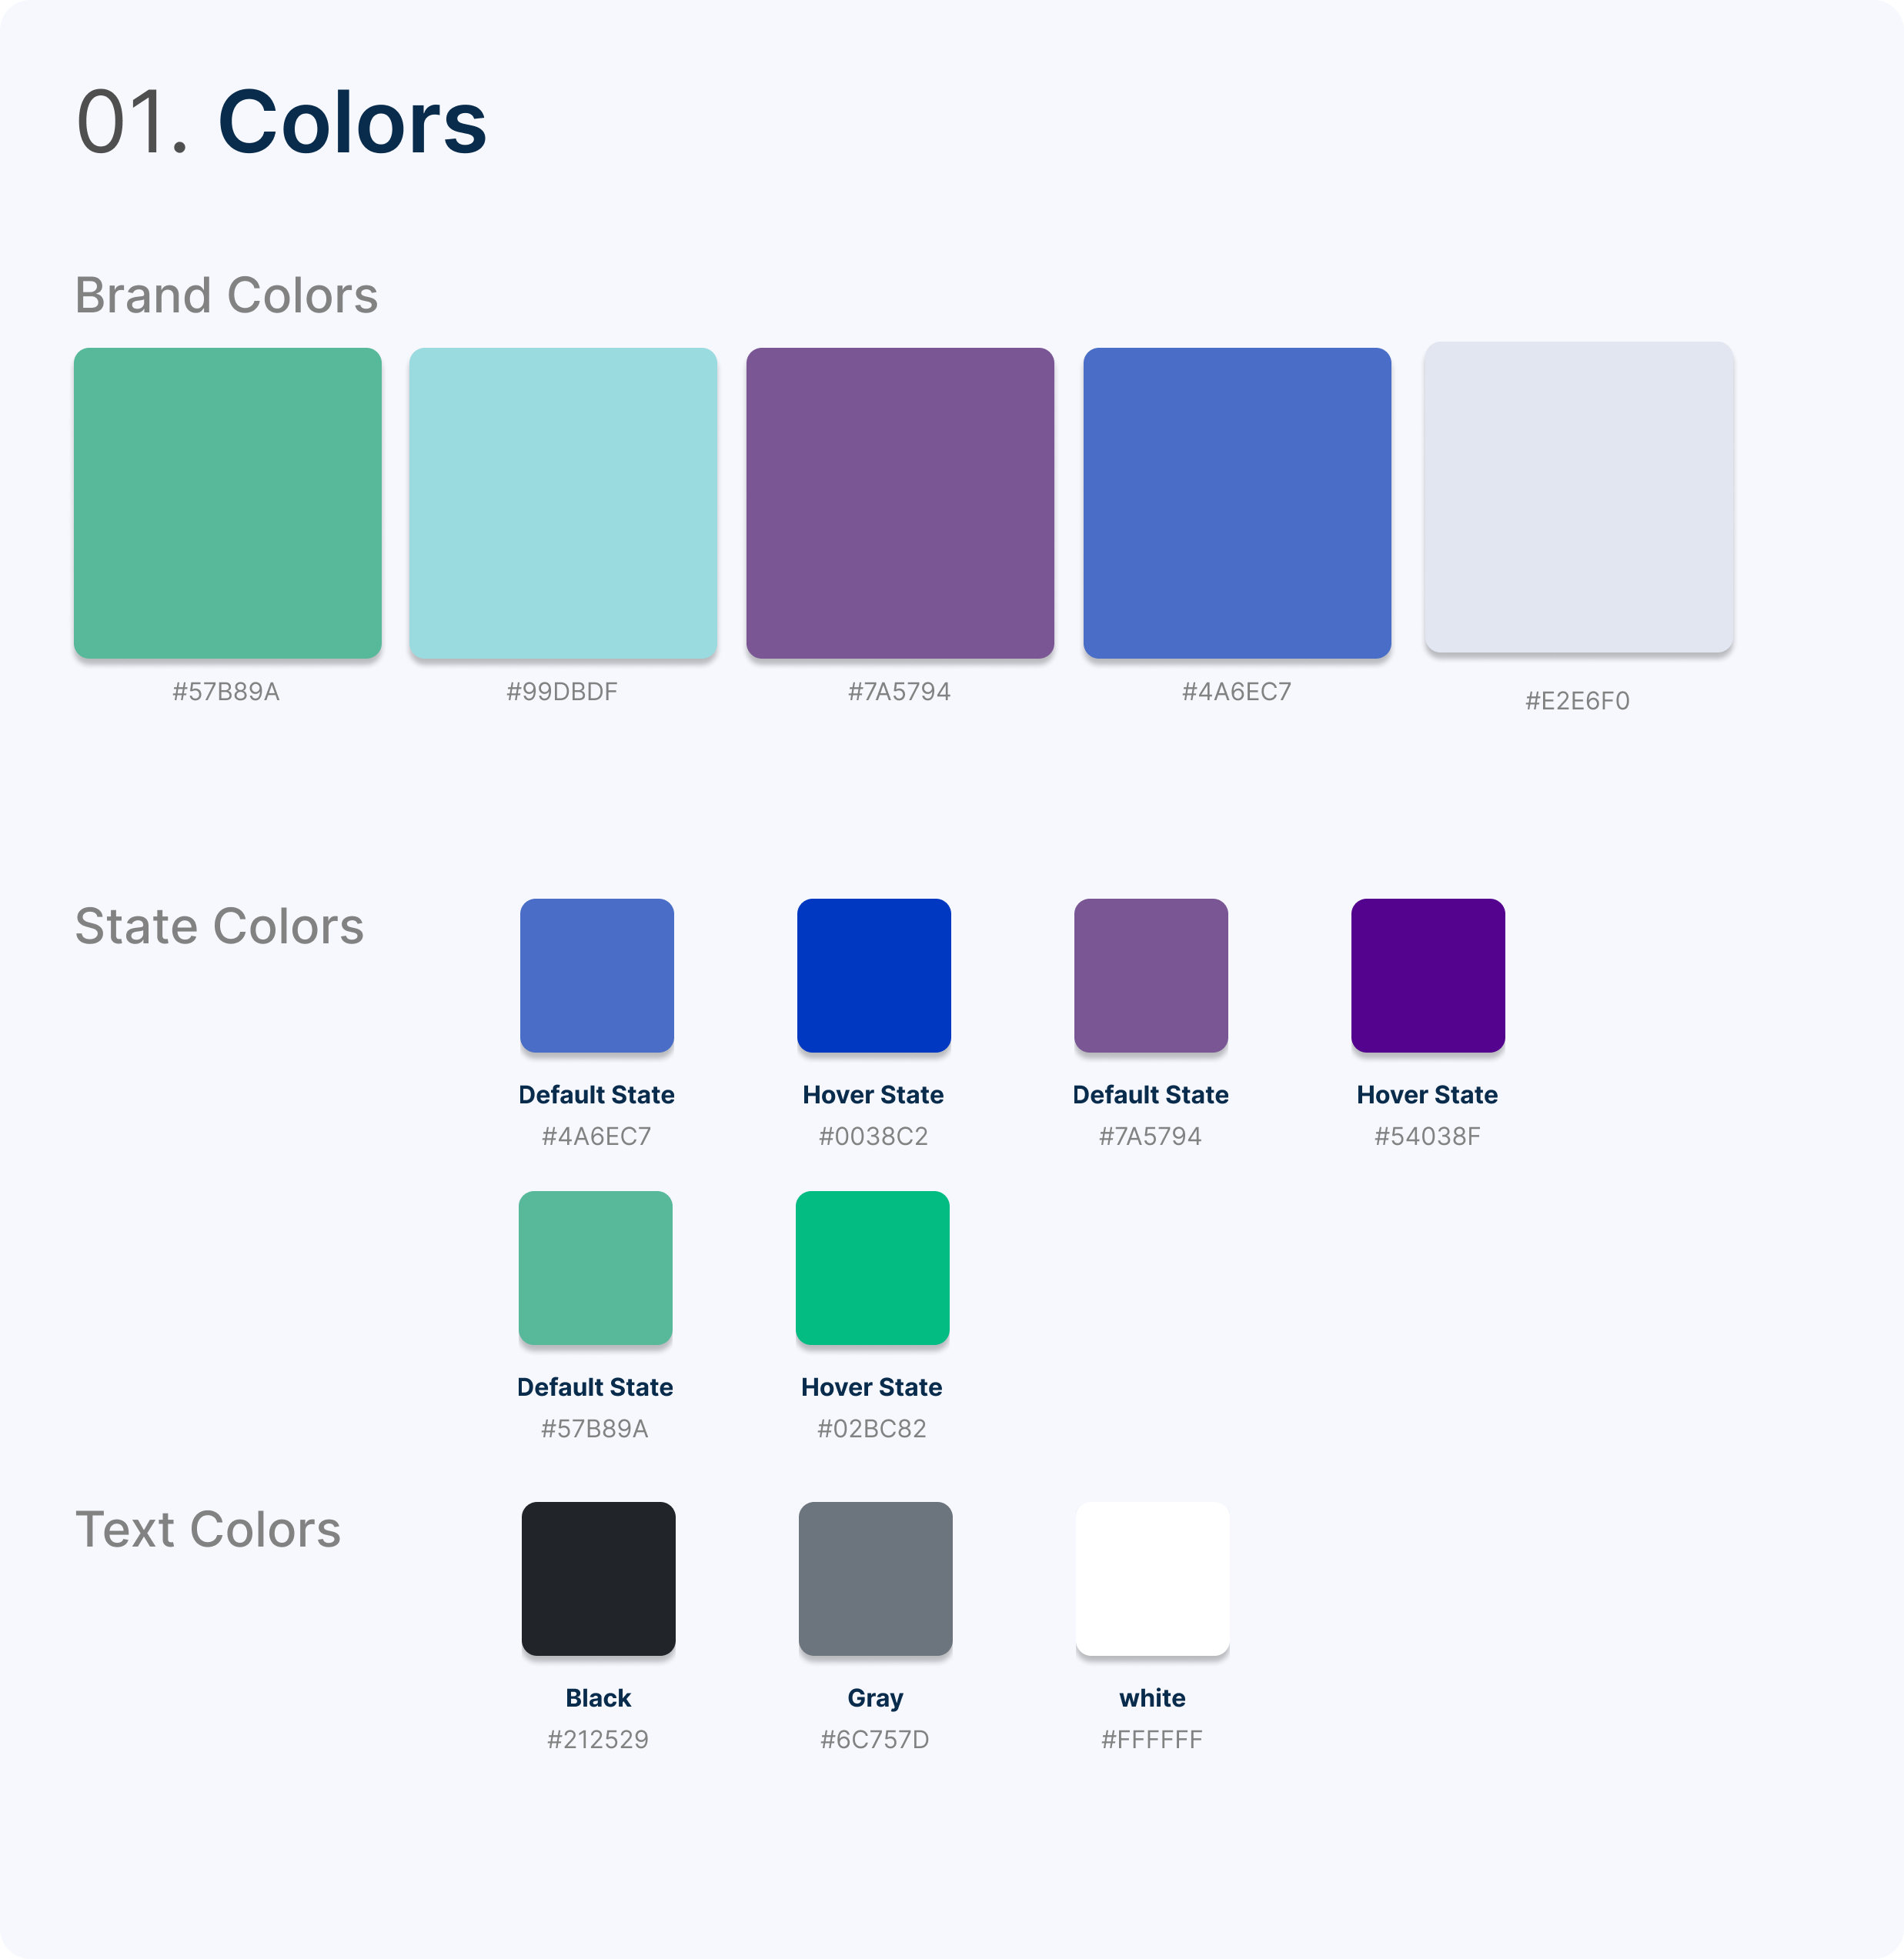 01. Colors
Brand Colors
#57B89A #99DBDF #7A5794 #4A6EC7 #E2E6F0
State Colors
Default State Hover State Default State Hover State
#4A6EC7 #0038C2 #7A5794 #54038F
Default State Hover State
#57B89A #02BC82
Text Colors
Black Gray white
#212529 #6C757D #FFFFFF